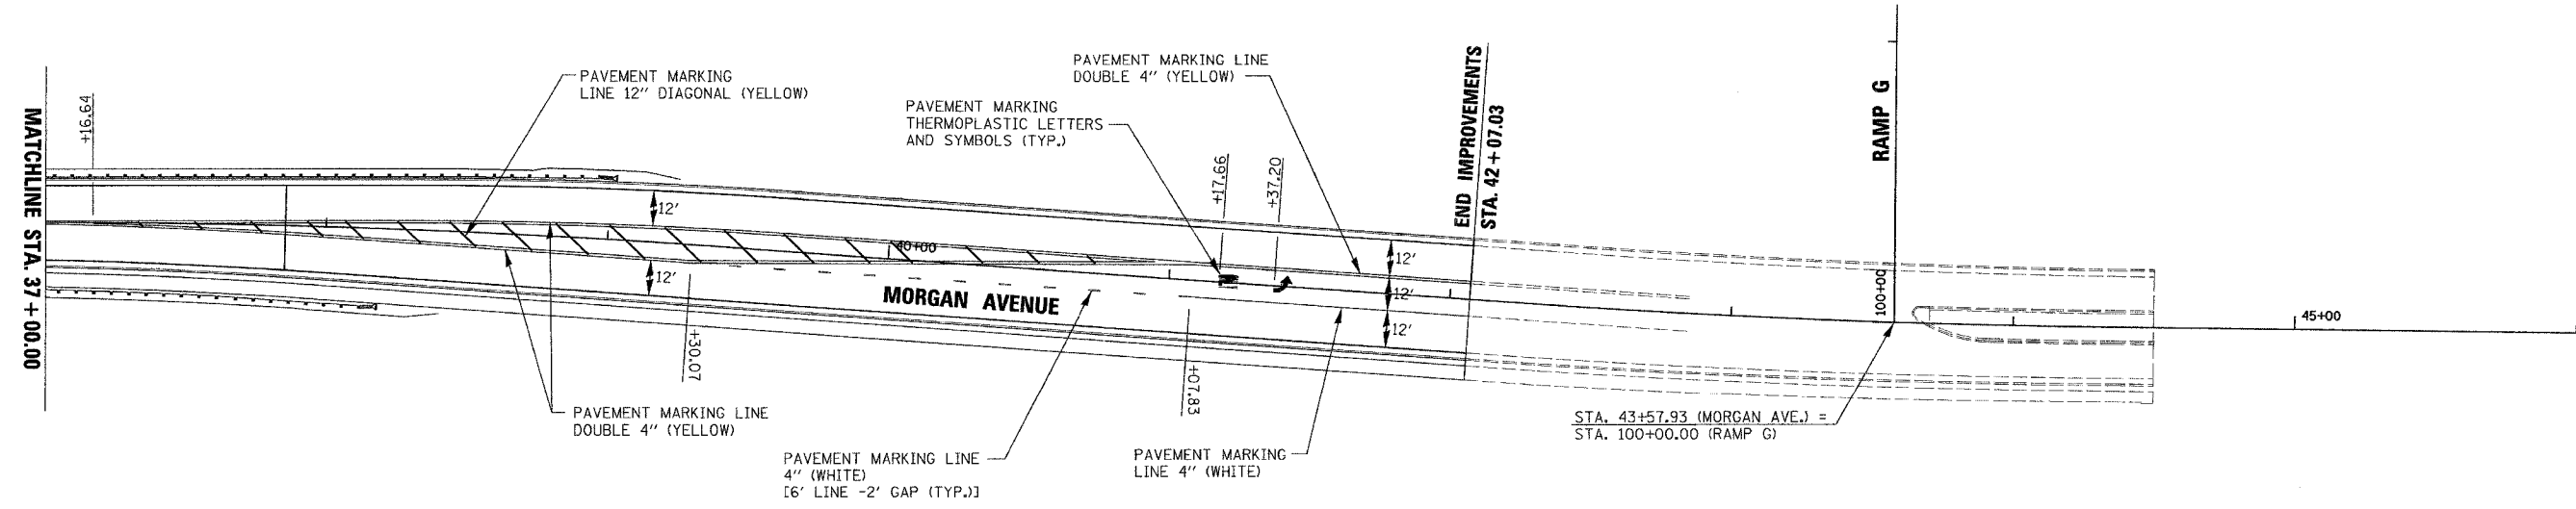 MATCHLINE STA. 37+00.00
+16.64
PAVEMENT MARKING
LINE 12" DIAGONAL (YELLOW)
PAVEMENT MARKING LINE
DOUBLE 4" (YELLOW)
PAVEMENT MARKING
THERMOPLASTIC LETTERS
AND SYMBOLS (TYP.)
+17.66
+37.20
END IMPROVEMENTS
STA. 42+07.03
RAMP G
12'
12'
40+00
12'
12'
12'
MORGAN AVENUE
100+00
45+00
+30.07
+07.83
PAVEMENT MARKING LINE
DOUBLE 4" (YELLOW)
PAVEMENT MARKING LINE
4" (WHITE)
[6' LINE -2' GAP (TYP.)]
PAVEMENT MARKING
LINE 4" (WHITE)
STA. 43+57.93 (MORGAN AVE.) =
STA. 100+00.00 (RAMP G)